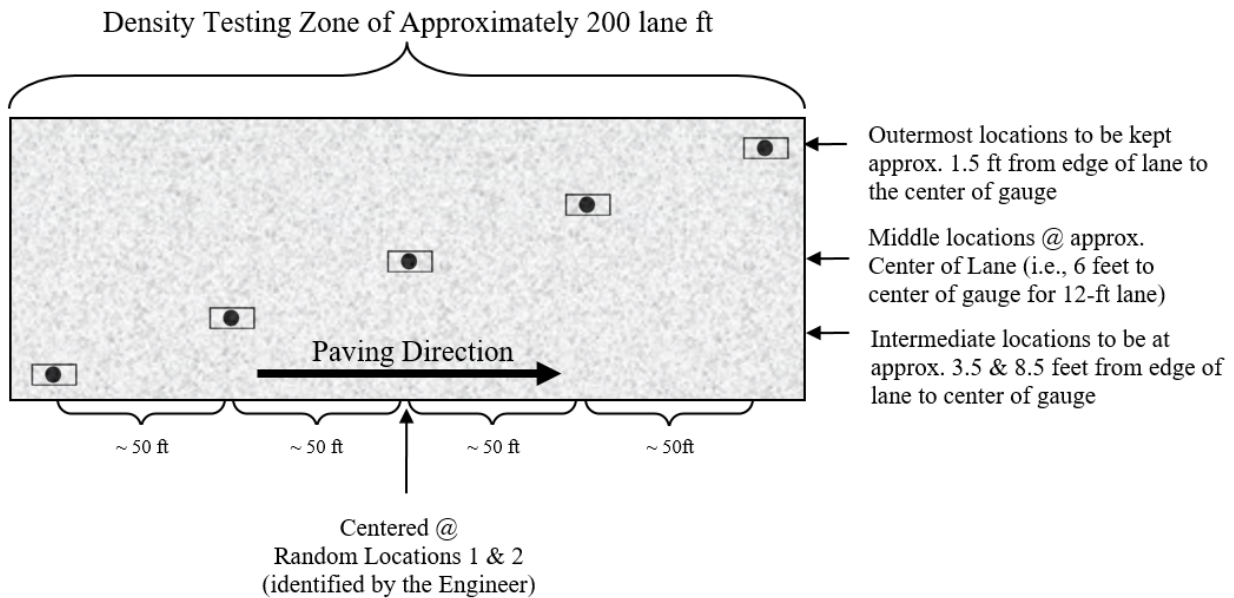 Density Testing Zone of Approximately 200 lane ft
Outermost locations to be kept
approx. 1.5 ft from edge of lane to
the center of gauge
Middle locations @ approx.
Center of Lane (i.e., 6 feet to
center of gauge for 12-ft lane)
Intermediate locations to be at
approx. 3.5 & 8.5 feet from edge of
lane to center of gauge
Paving Direction
~ 50 ft
~ 50 ft
~ 50 ft
~ 50ft
Centered @
Random Locations 1 & 2
(identified by the Engineer)